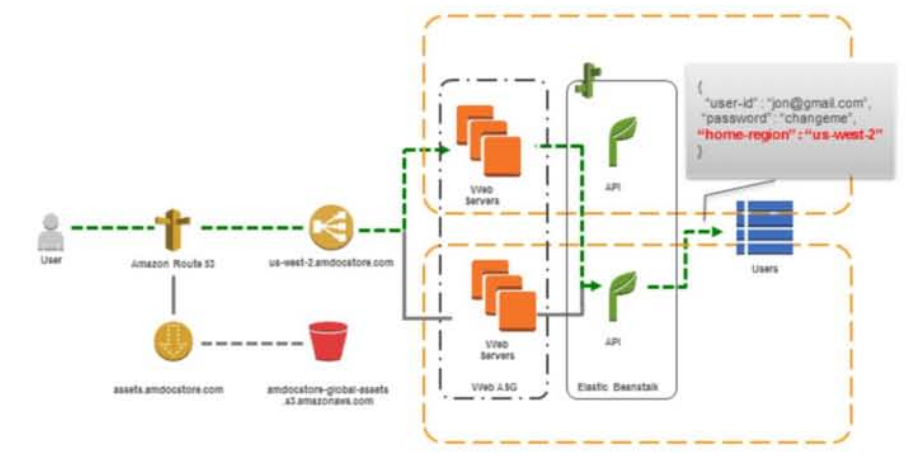 {
"user-id" : "jon@gmail.com",
"password" : "changeme",
"home-region" : "us-west-2"
}
Web
Servers
API
User
Amazon Route 53
us-west-2.amdocstore.com
Users
Web
Servers
API
assets.amdocstore.com
amdocstore-global-assets
.s3.amazonaws.com
Web ASG
Elastic Beanstalk